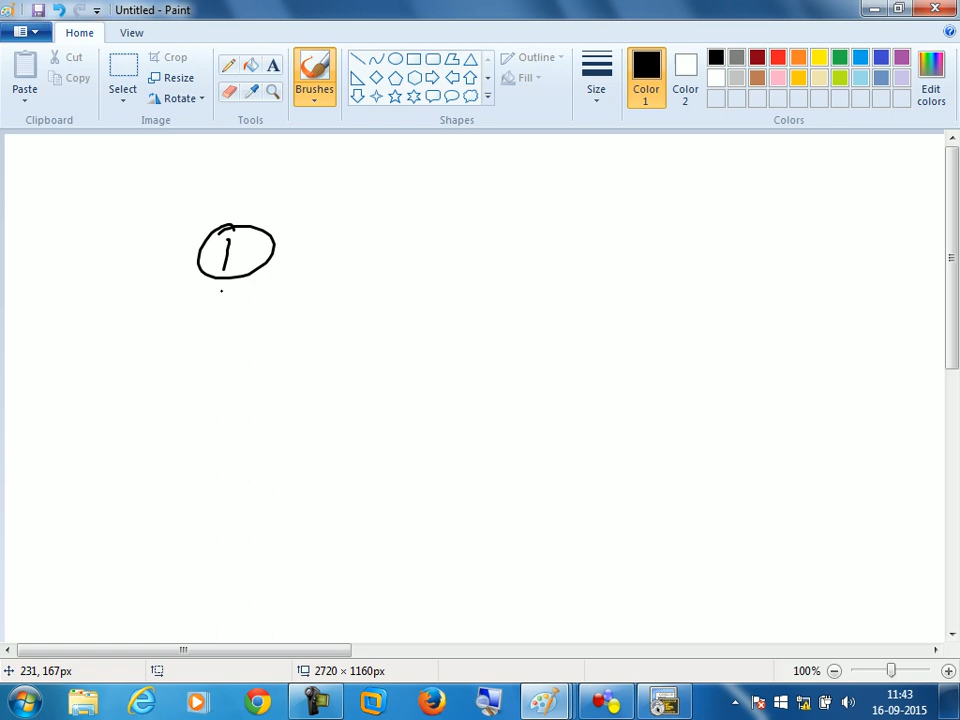 Untitled - Paint
Home View
Paste
Cut
Copy
Clipboard
Select
Crop
Resize
Rotate
Image
A
Tools
Brushes
Outline
Fill
Shapes
Size
Color 1
Color 2
Edit colors
Colors
1
231, 167px
2720 × 1160px
100%
11:43
16-09-2015